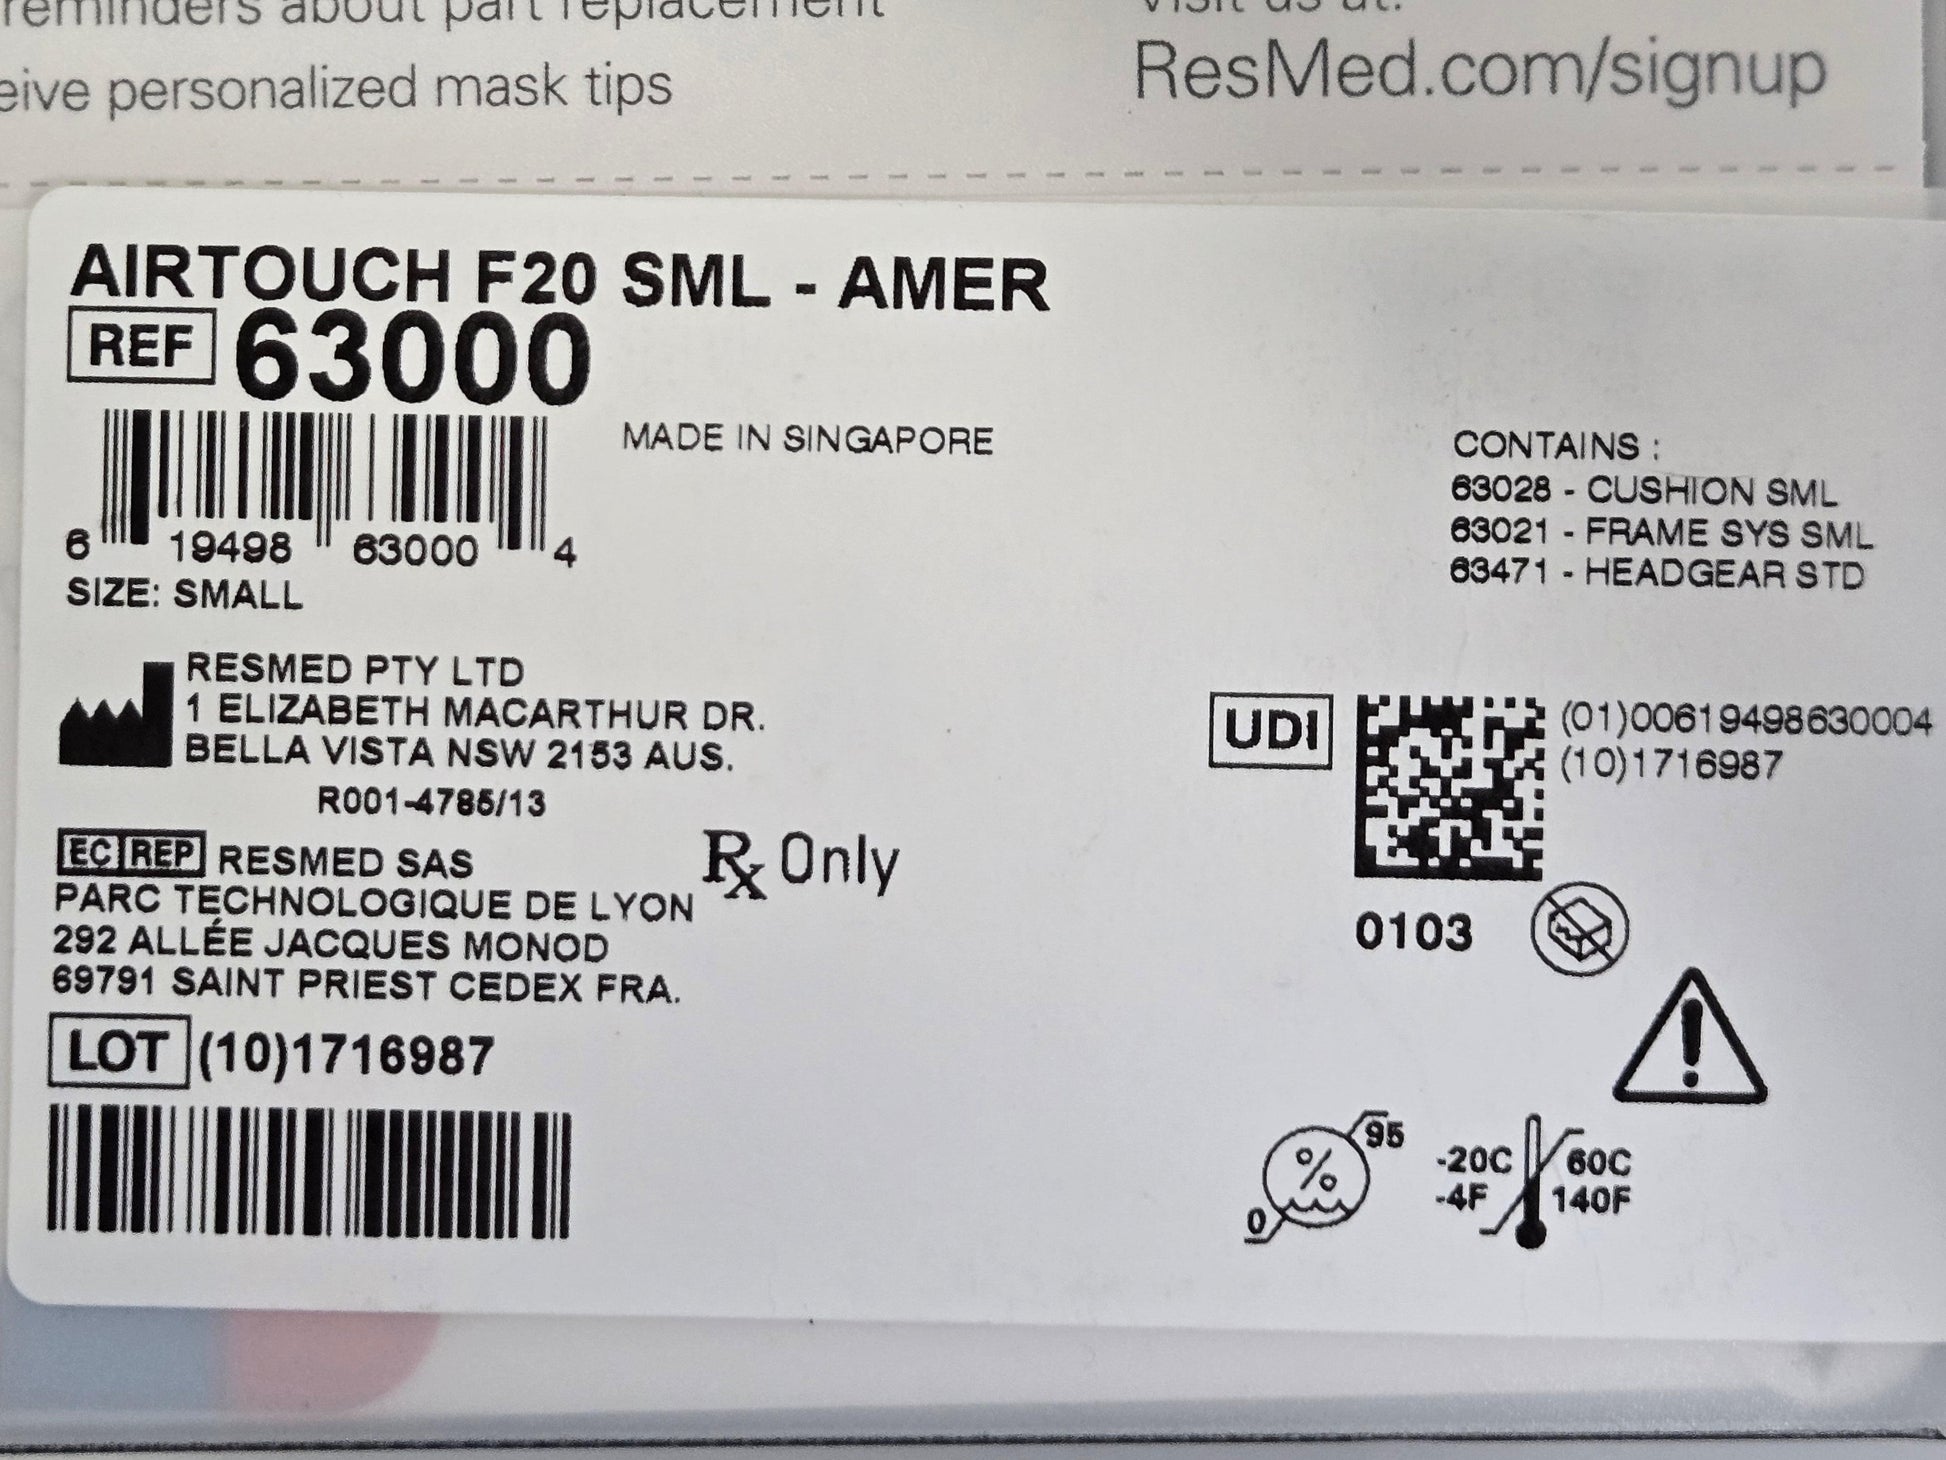 reminders about part replacement
eive personalized mask tips
Visit us at:
ResMed.com/signup
AIRTOUCH F20 SML - AMER
REF 63000
MADE IN SINGAPORE
6 19498 63000 4
SIZE: SMALL
CONTAINS :
63028 - CUSHION SML
63021 - FRAME SYS SML
63471 - HEADGEAR STD
RESMED PTY LTD
1 ELIZABETH MACARTHUR DR.
BELLA VISTA NSW 2153 AUS.
R001-4785/13
UDI
(01)00619498630004
(10)1716987
EC REP RESMED SAS
PARC TECHNOLOGIQUE DE LYON
292 ALLÉE JACQUES MONOD
69791 SAINT PRIEST CEDEX FRA.
Rx Only
0103
LOT (10)1716987
% 95
0
-20C 60C
-4F 140F